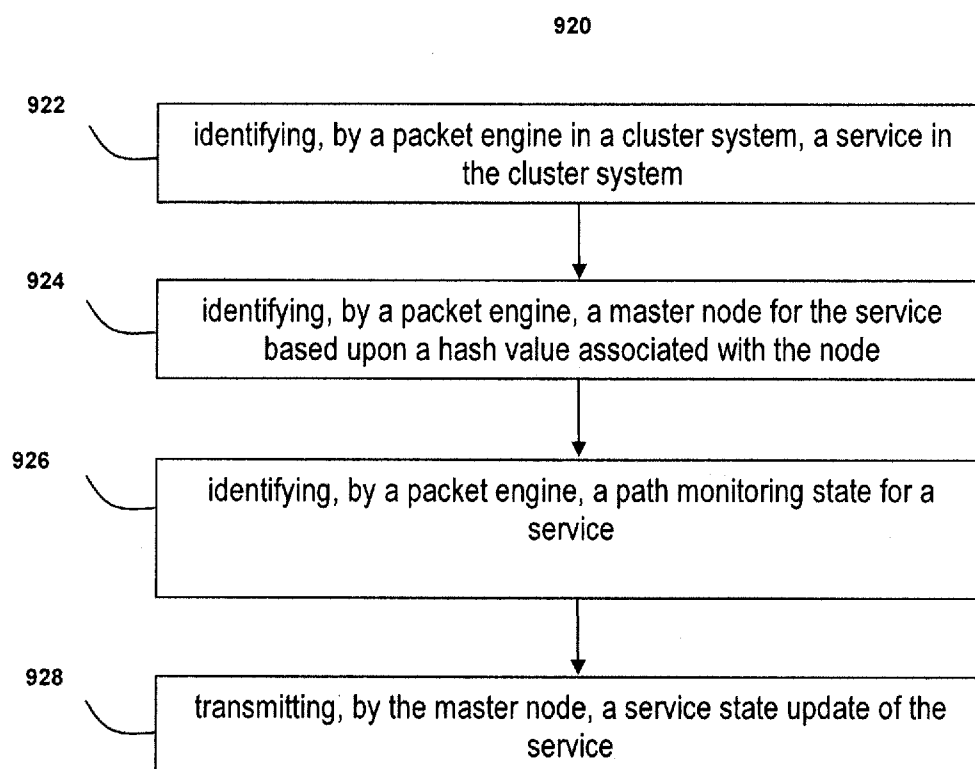 920
922
identifying, by a packet engine in a cluster system, a service in
the cluster system
924
identifying, by a packet engine, a master node for the service
based upon a hash value associated with the node
926
identifying, by a packet engine, a path monitoring state for a
service
928
transmitting, by the master node, a service state update of the
service